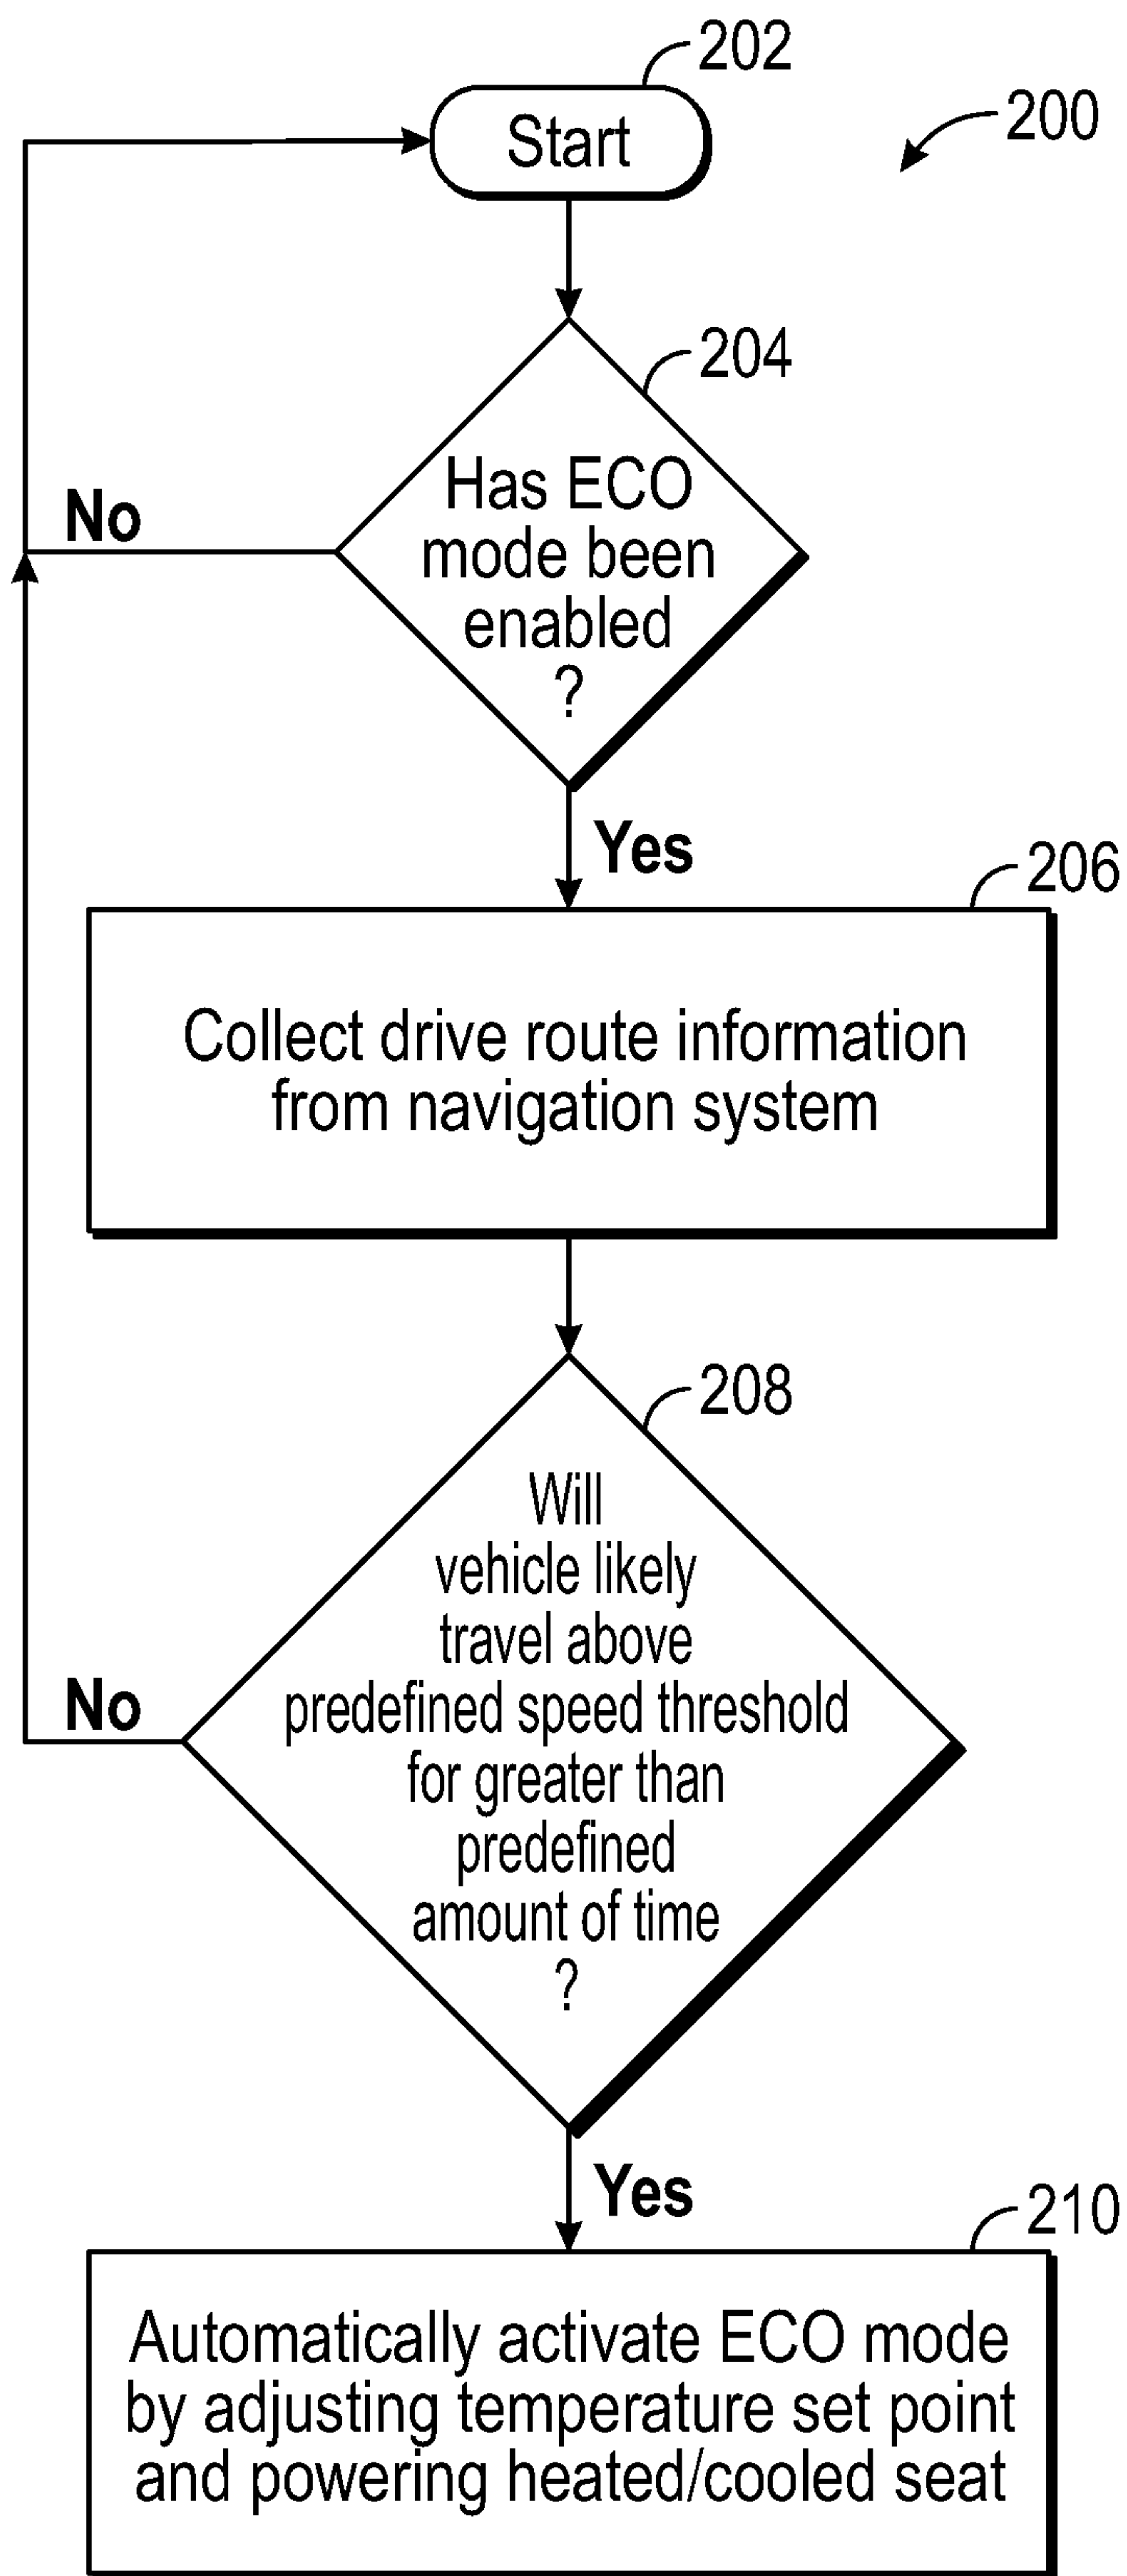 202
Start
200
204
Has ECO
mode been
enabled
?
No
Yes
206
Collect drive route information
from navigation system
208
Will
vehicle likely
travel above
predefined speed threshold
for greater than
predefined
amount of time
?
No
Yes
210
Automatically activate ECO mode
by adjusting temperature set point
and powering heated/cooled seat